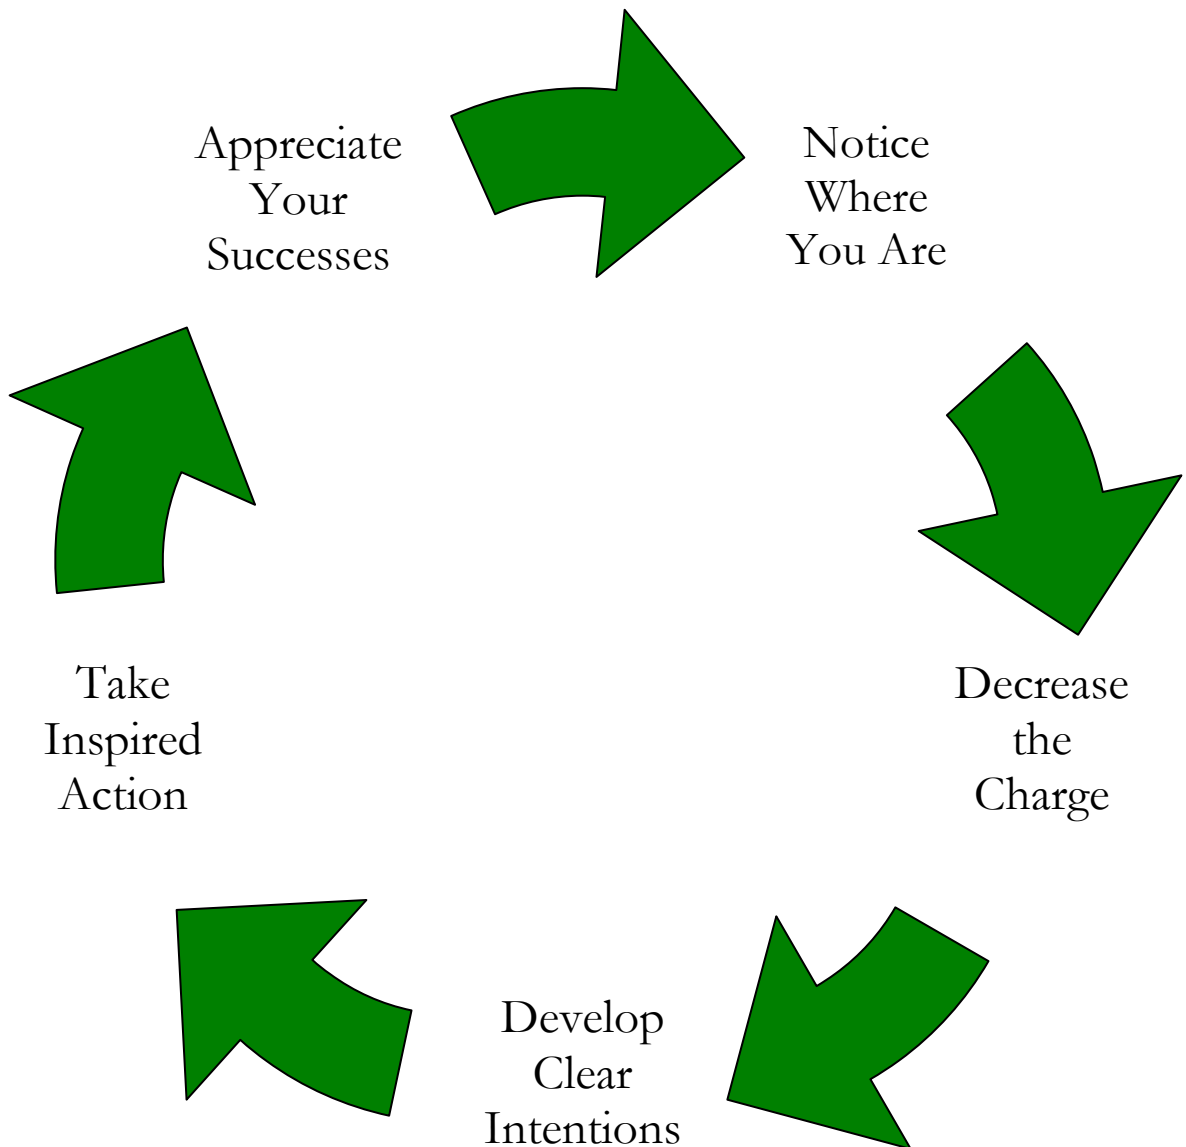 Appreciate
Your
Successes
Notice
Where
You Are
Decrease
the
Charge
Develop
Clear
Intentions
Take
Inspired
Action